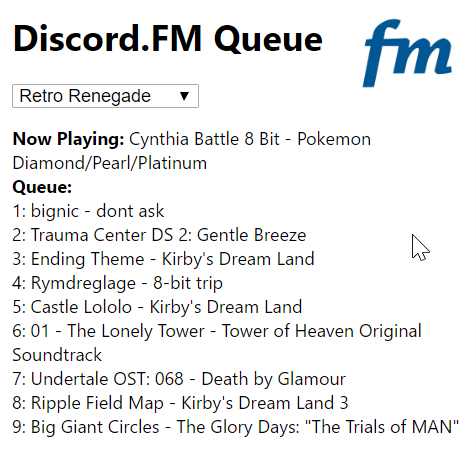 Discord.FM Queue
fm
Retro Renegade
Now Playing: Cynthia Battle 8 Bit - Pokemon
Diamond/Pearl/Platinum
Queue:
1: bignic - dont ask
2: Trauma Center DS 2: Gentle Breeze
3: Ending Theme - Kirby's Dream Land
4: Rymdreglage - 8-bit trip
5: Castle Lololo - Kirby's Dream Land
6: 01 - The Lonely Tower - Tower of Heaven Original
Soundtrack
7: Undertale OST: 068 - Death by Glamour
8: Ripple Field Map - Kirby's Dream Land 3
9: Big Giant Circles - The Glory Days: "The Trials of MAN"